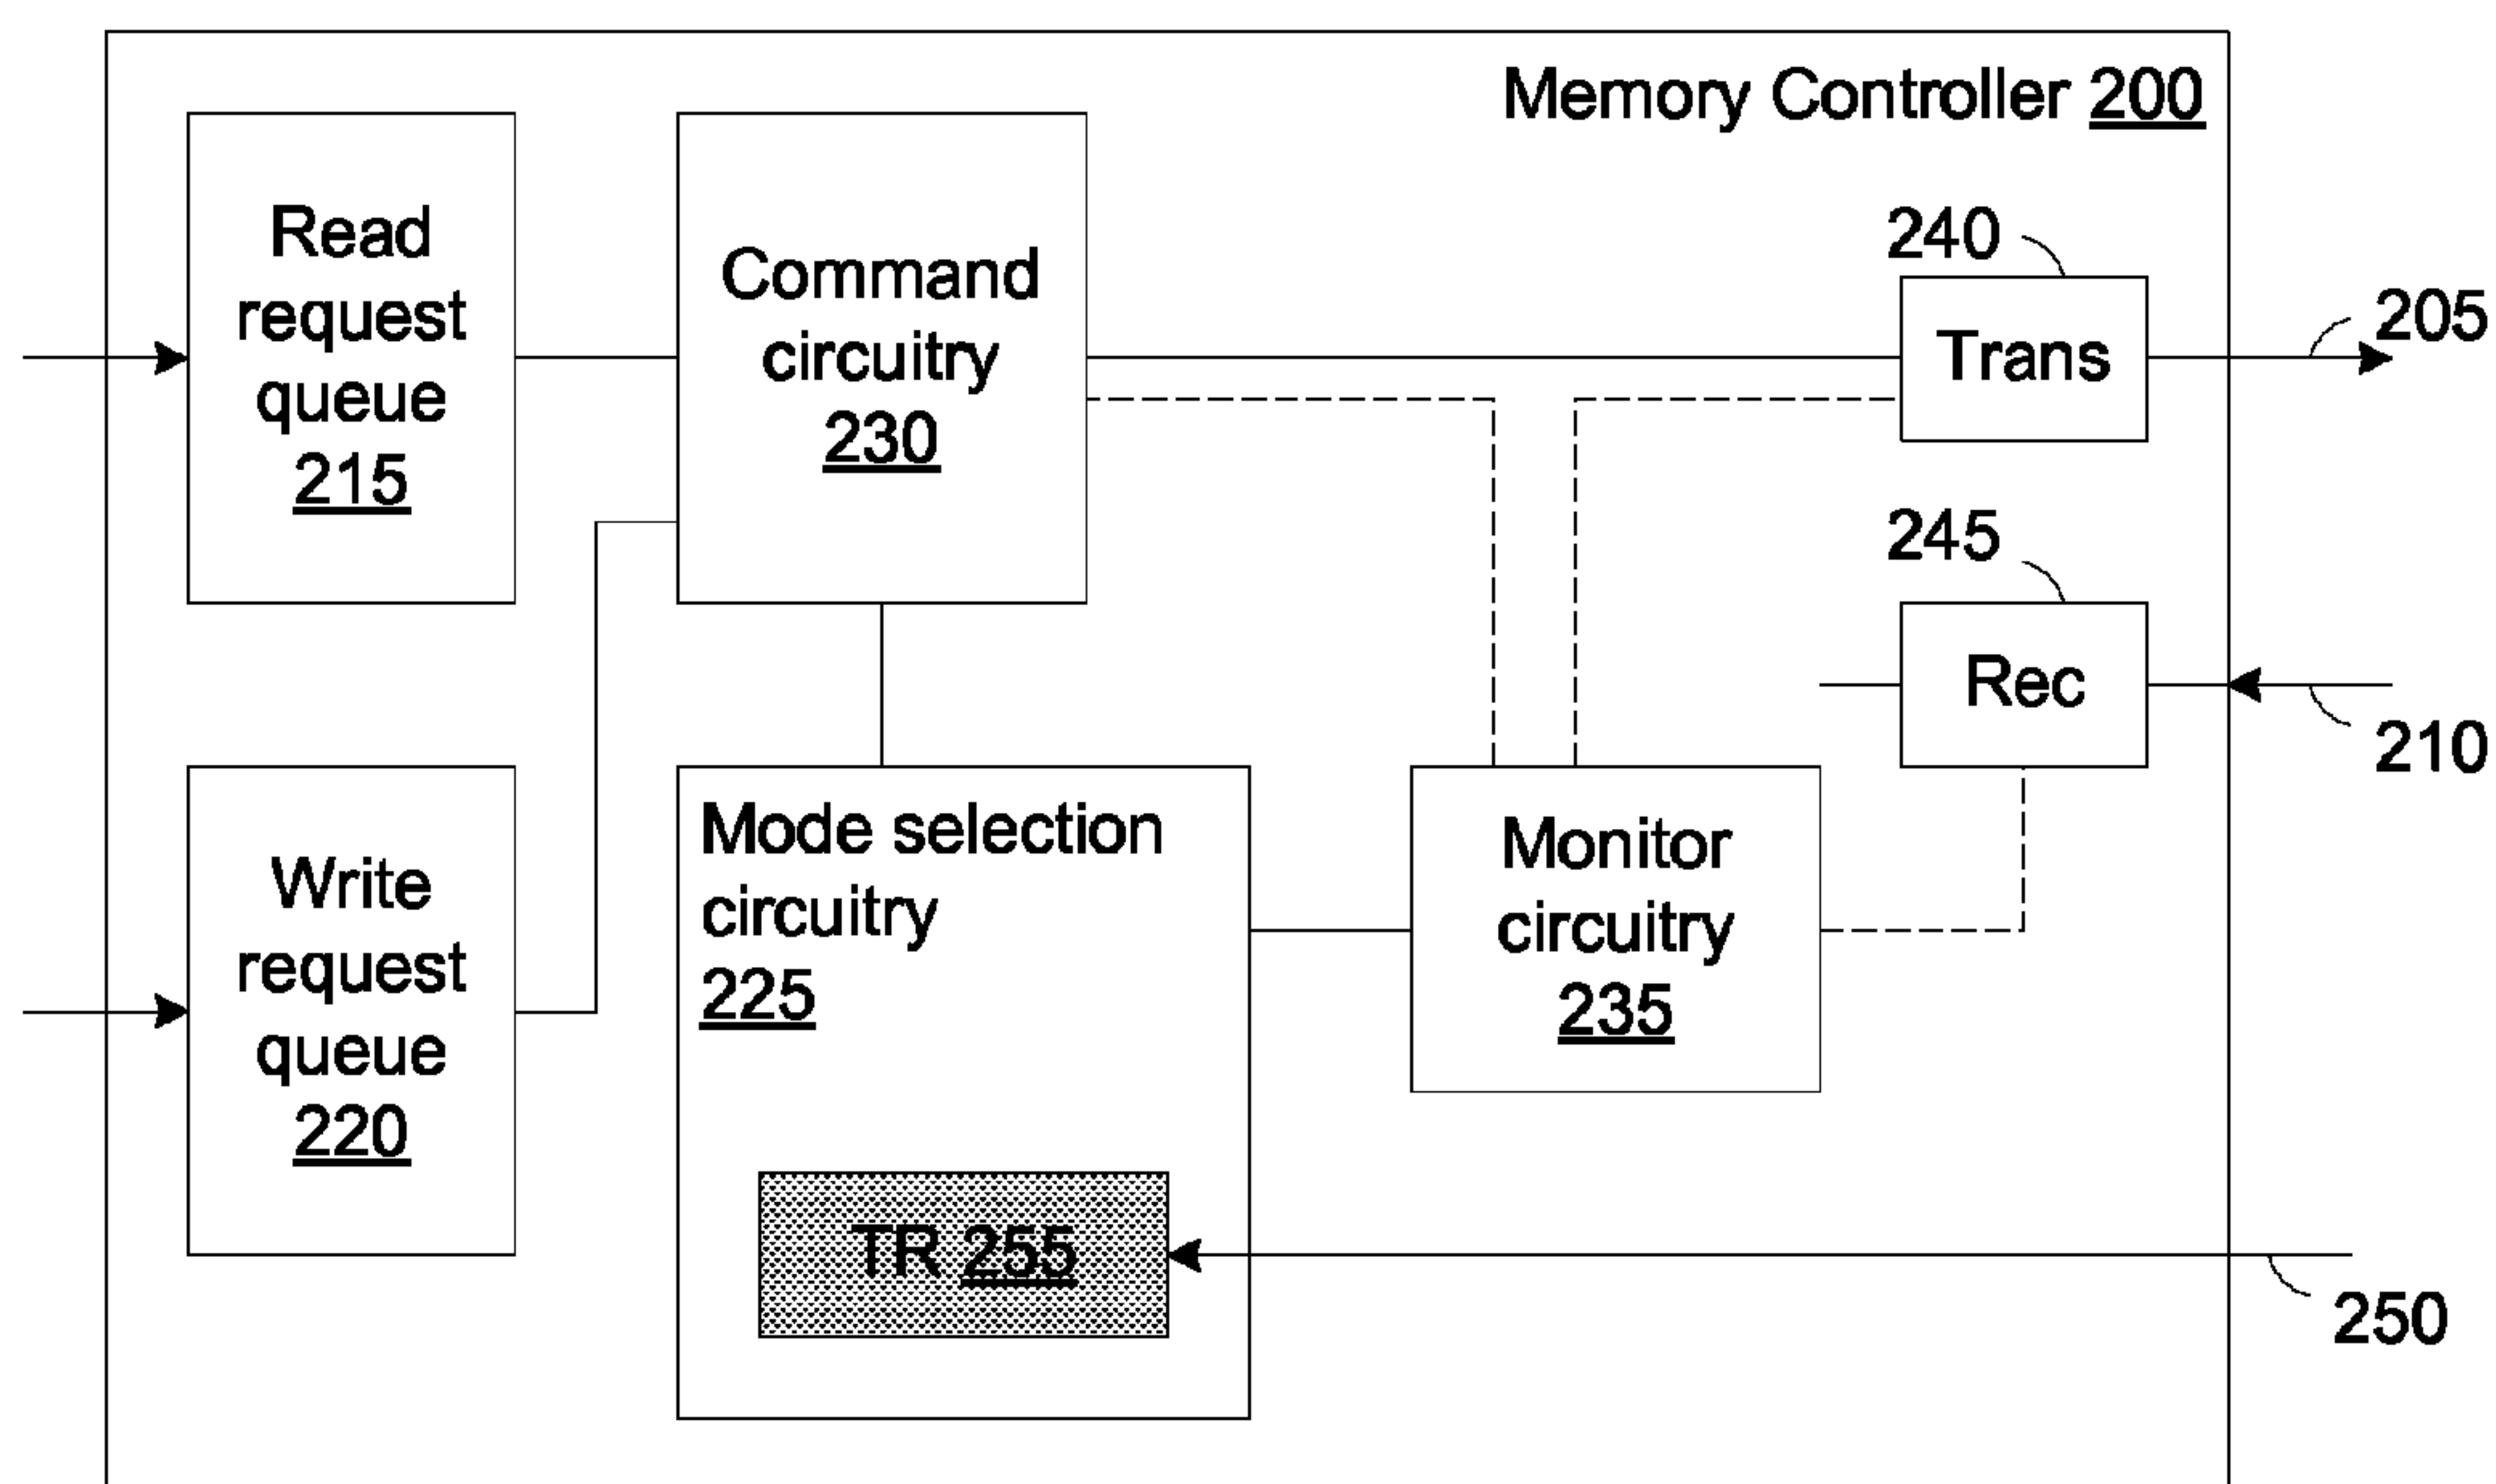 Memory Controller 200
Read
request
queue
215
Command
circuitry
230
240
Trans
205
245
Rec
210
Write
request
queue
220
Mode selection
circuitry
225
Monitor
circuitry
235
TR 255
250